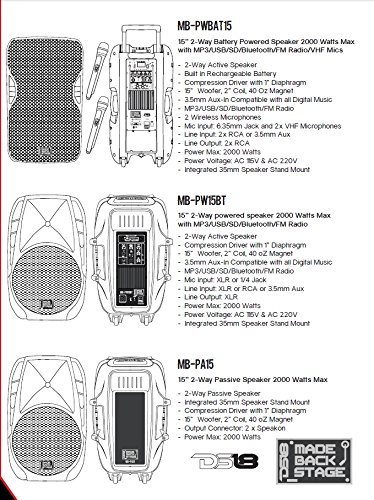 MB-PWBAT15
15" 2-Way Battery Powered Speaker 2000 Watts Max
with MP3/USB/SD/Bluetooth/FM Radio/VHF Mics
- 2-Way Active Speaker
- Built in Rechargable Battery
- Compression Driver with 1" Diaphragm
- 15" Woofer, 2" Coil, 40 Oz Magnet
- 3.5mm Aux-In Compatible with all Digital Music
- MP3/USB/SD/Bluetooth/FM Radio
- 2 Wireless Microphones
- Mic Input: 6.35mm Jack and 2x VHF Microphones
- Line Input: 2x RCA or 3.5mm Aux
- Line Output: 2x RCA
- Power Max: 2000 Watts
- Power Voltage: AC 115V & AC 220V
- Integrated 35mm Speaker Stand Mount
MB-PW15BT
15" 2-Way powered speaker 2000 Watts Max
with MP3/USB/SD/Bluetooth/FM Radio
- 2-Way Active Speaker
- Compression Driver with 1" Diaphragm
- 15" Woofer, 2" Coil, 40 oZ Magnet
- 3.5mm Aux-In Compatible with all Digital Music
- MP3/USB/SD/Bluetooth/FM Radio
- Mic Input: XLR or 1/4 Jack
- Line Input: XLR or RCA or 3.5mm Aux
- Line Output: XLR
- Power Max: 2000 Watts
- Power Voltage: AC 115V & AC 220V
- Integrated 35mm Speaker Stand Mount
MB-PA15
15" 2-Way Passive Speaker 2000 Watts Max
- 2-Way Passive Speaker
- Integrated 35mm Speaker Stand Mount
- Compression Driver with 1" Diaphragm
- 15" Woofer, 2" Coil, 40 oZ Magnet
- Output Connector: 2 x Speakon
- Power Max: 2000 Watts
DS18
DS18 MADE
BACK
STAGE